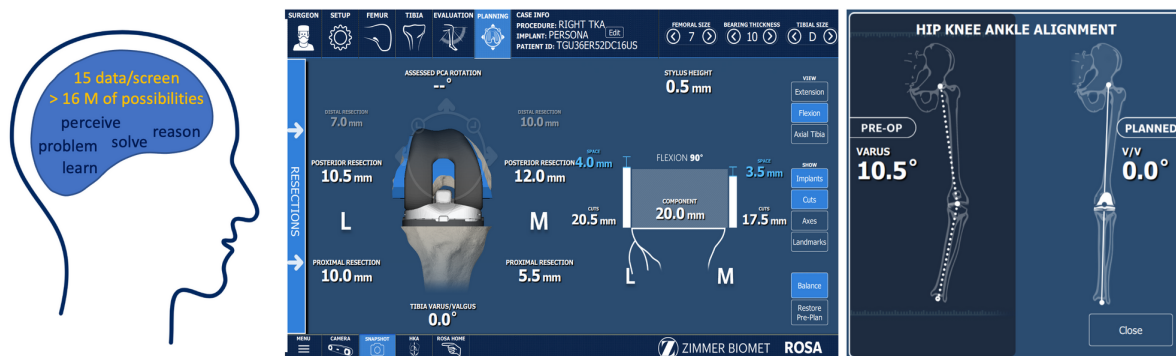 15 data/screen
> 16 M of possibilities
perceive
reason
problem
solve
learn
SURGEON
SETUP
FEMUR
TIBIA
EVALUATION
PLANNING
CASE INFO
PROCEDURE: RIGHT TKA
IMPLANT: PERSONA
Edit
PATIENT ID: TGU36ER52DC16US
FEMORAL SIZE
7
BEARING THICKNESS
10
TIBIAL SIZE
D
RESECTIONS
ASSESSED PCA ROTATION
--°
STYLUS HEIGHT
0.5 mm
DISTAL RESECTION
7.0 mm
DISTAL RESECTION
10.0 mm
POSTERIOR RESECTION
10.5 mm
POSTERIOR RESECTION
12.0 mm
L
M
PROXIMAL RESECTION
10.0 mm
PROXIMAL RESECTION
5.5 mm
TIBIA VARUS/VALGUS
0.0°
SPACE
4.0 mm
FLEXION 90°
SPACE
3.5 mm
CUTS
20.5 mm
COMPONENT
20.0 mm
CUTS
17.5 mm
L
M
VIEW
Extension
Flexion
Axial Tibia
SHOW
Implants
Cuts
Axes
Landmarks
Balance
Restore
Pre-Plan
MENU
CAMERA
SNAPSHOT
HKA
ROSA HOME
ZIMMER BIOMET
ROSA
HIP KNEE ANKLE ALIGNMENT
PRE-OP
VARUS
10.5°
PLANNED
V/V
0.0°
Close